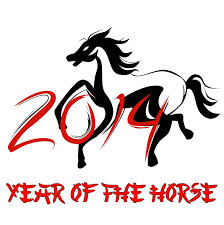 2014
YEAR OF THE HORSE